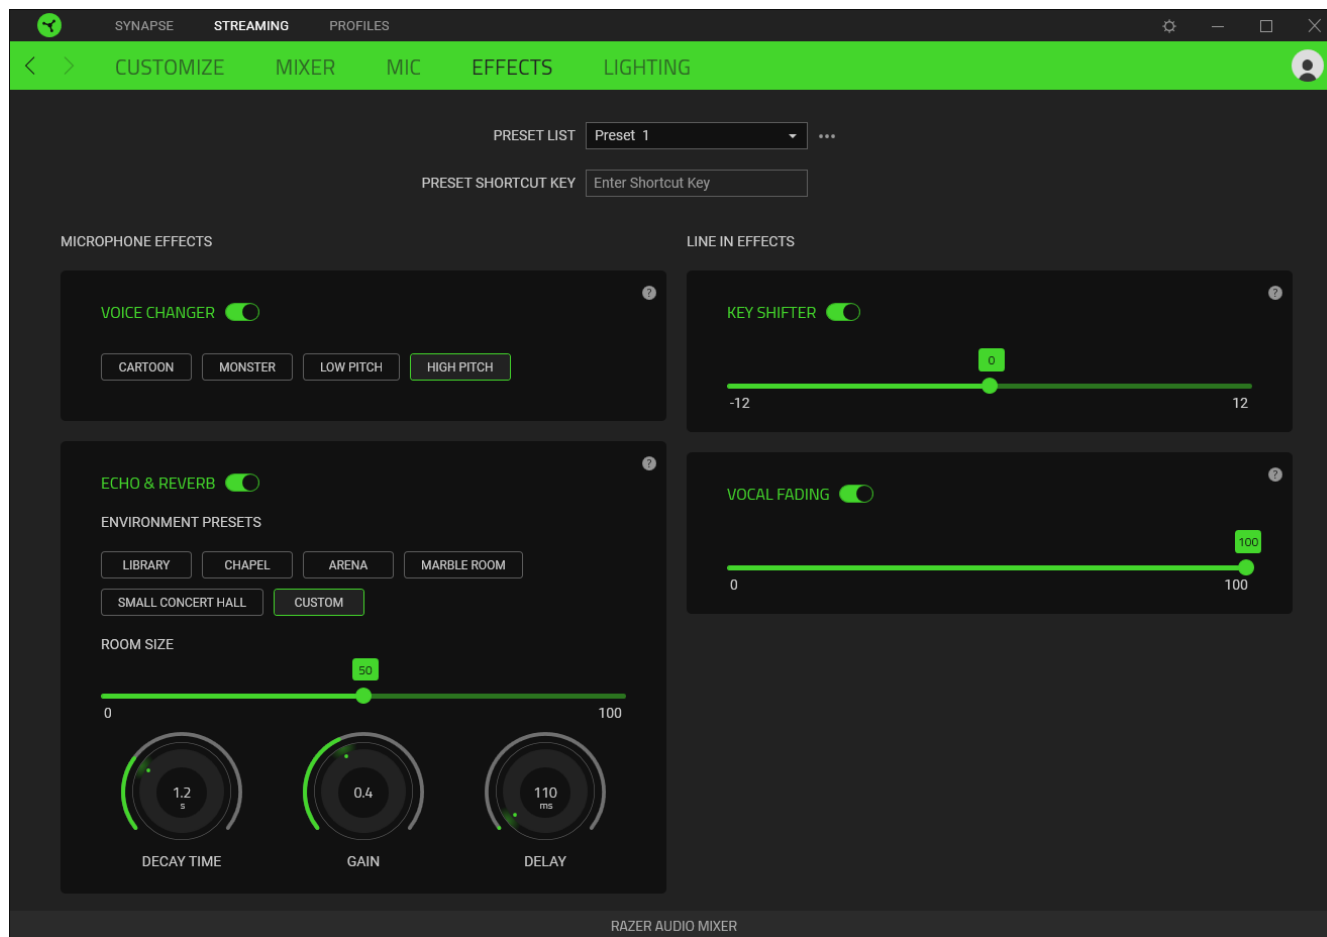 SYNAPSE STREAMING PROFILES
CUSTOMIZE MIXER MIC EFFECTS LIGHTING
PRESET LIST Preset 1
PRESET SHORTCUT KEY Enter Shortcut Key
MICROPHONE EFFECTS
VOICE CHANGER
?
CARTOON MONSTER LOW PITCH HIGH PITCH
ECHO & REVERB
?
ENVIRONMENT PRESETS
LIBRARY CHAPEL ARENA MARBLE ROOM
SMALL CONCERT HALL CUSTOM
ROOM SIZE
50
0 100
1.2 s
0.4
110 ms
DECAY TIME GAIN DELAY
LINE IN EFFECTS
KEY SHIFTER
?
0
-12 12
VOCAL FADING
?
100
0 100
RAZER AUDIO MIXER